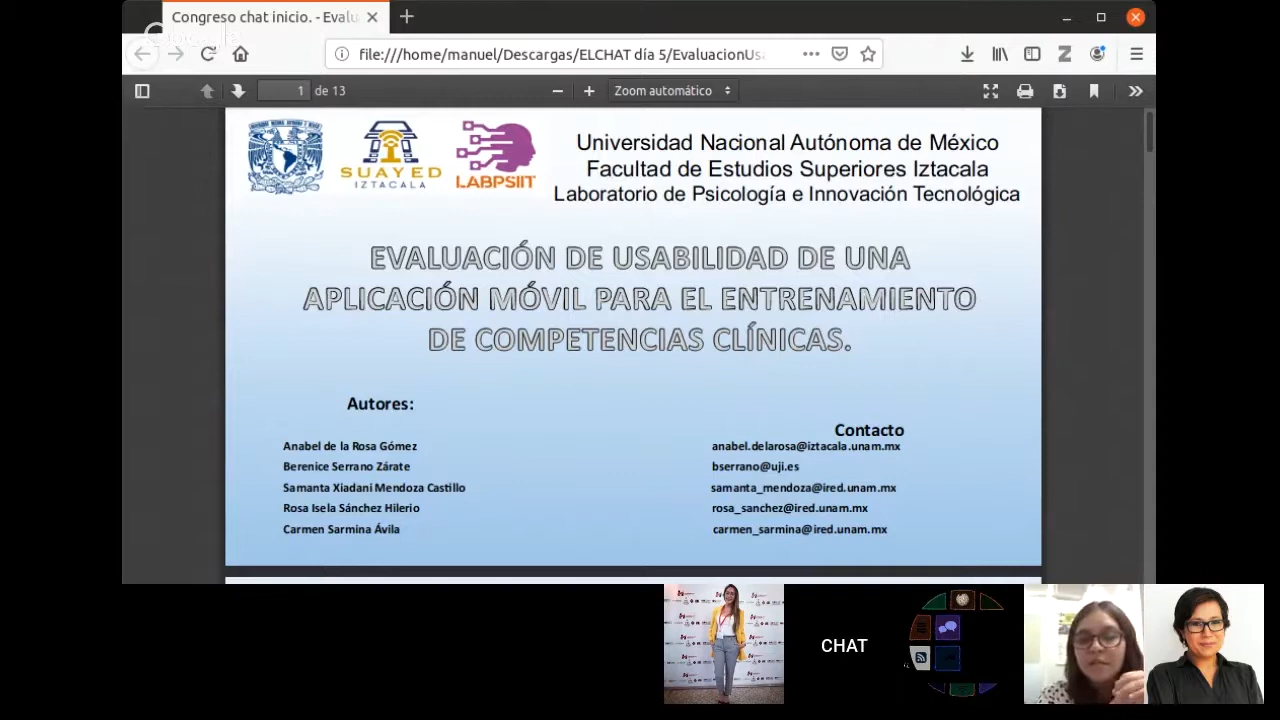 Congreso chat inicio. - Evalu
file:///home/manuel/Descargas/ELCHAT día 5/EvaluacionUsa
1 de 13
Zoom automático
SUAYED
IZTACALA
LABPSIIT
Universidad Nacional Autónoma de México
Facultad de Estudios Superiores Iztacala
Laboratorio de Psicología e Innovación Tecnológica
EVALUACIÓN DE USABILIDAD DE UNA
APLICACIÓN MÓVIL PARA EL ENTRENAMIENTO
DE COMPETENCIAS CLÍNICAS.
Autores:
Contacto
Anabel de la Rosa Gómez anabel.delarosa@iztacala.unam.mx
Berenice Serrano Zárate bserrano@uji.es
Samanta Xiadani Mendoza Castillo samanta_mendoza@ired.unam.mx
Rosa Isela Sánchez Hilerio rosa_sanchez@ired.unam.mx
Carmen Sarmina Ávila carmen_sarmina@ired.unam.mx
CHAT